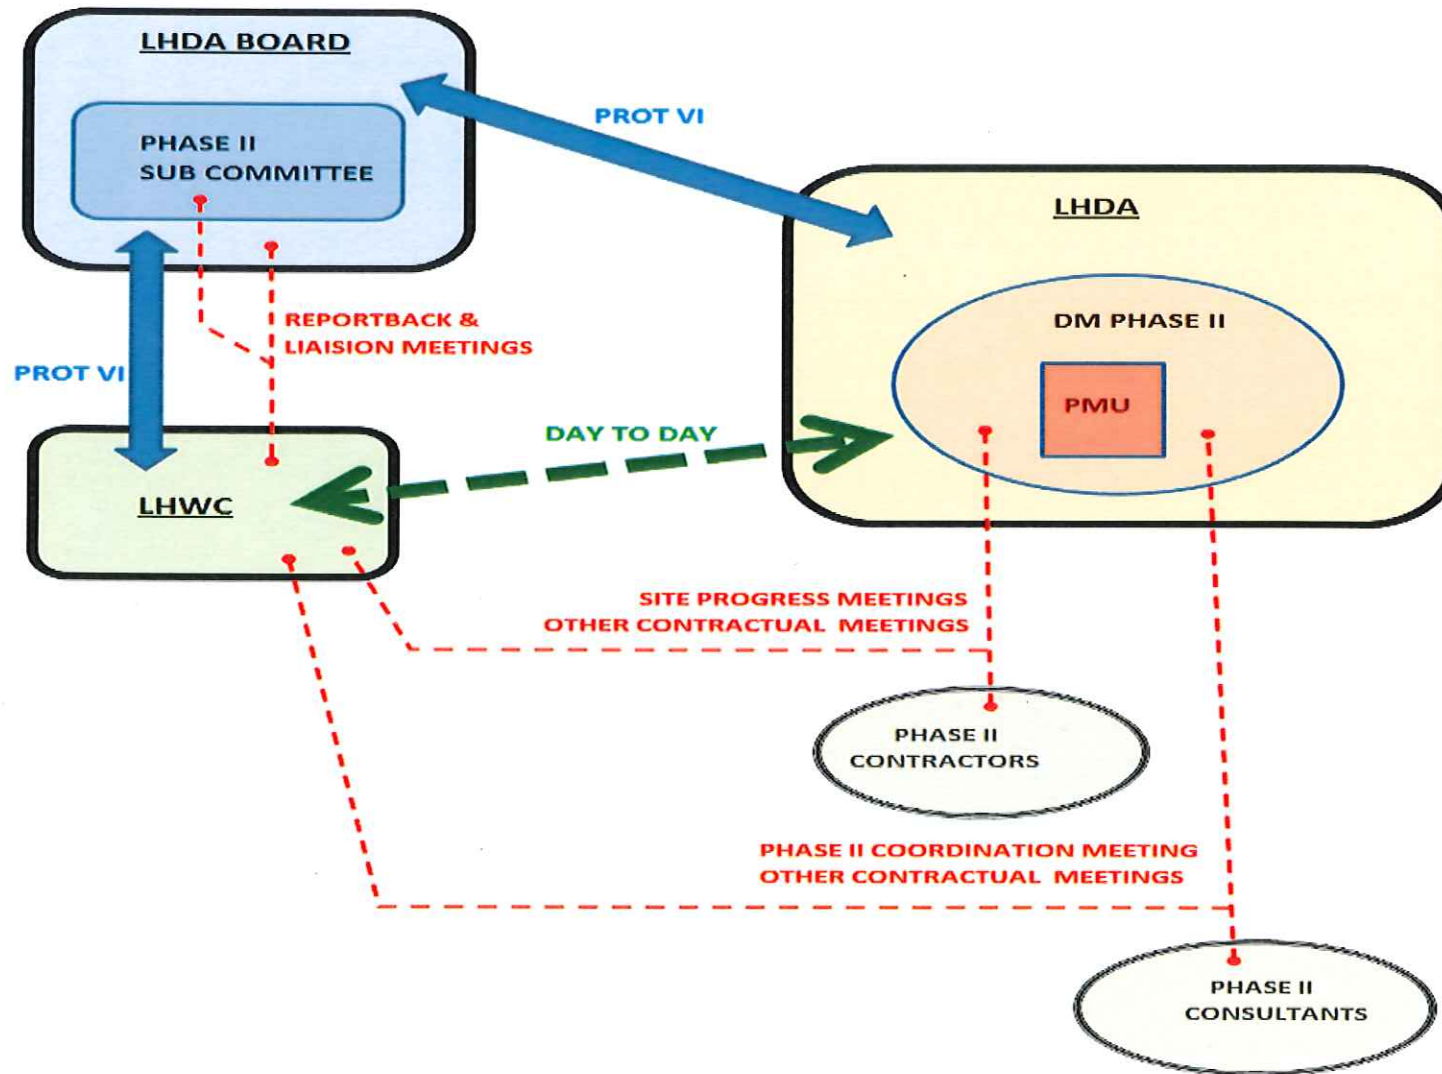 LHDA BOARD
PHASE II
SUB COMMITTEE
PROT VI
LHDA
DM PHASE II
PMU
REPORTBACK &
LIAISION MEETINGS
PROT VI
DAY TO DAY
LHWC
SITE PROGRESS MEETINGS
OTHER CONTRACTUAL MEETINGS
PHASE II
CONTRACTORS
PHASE II COORDINATION MEETING
OTHER CONTRACTUAL MEETINGS
PHASE II
CONSULTANTS